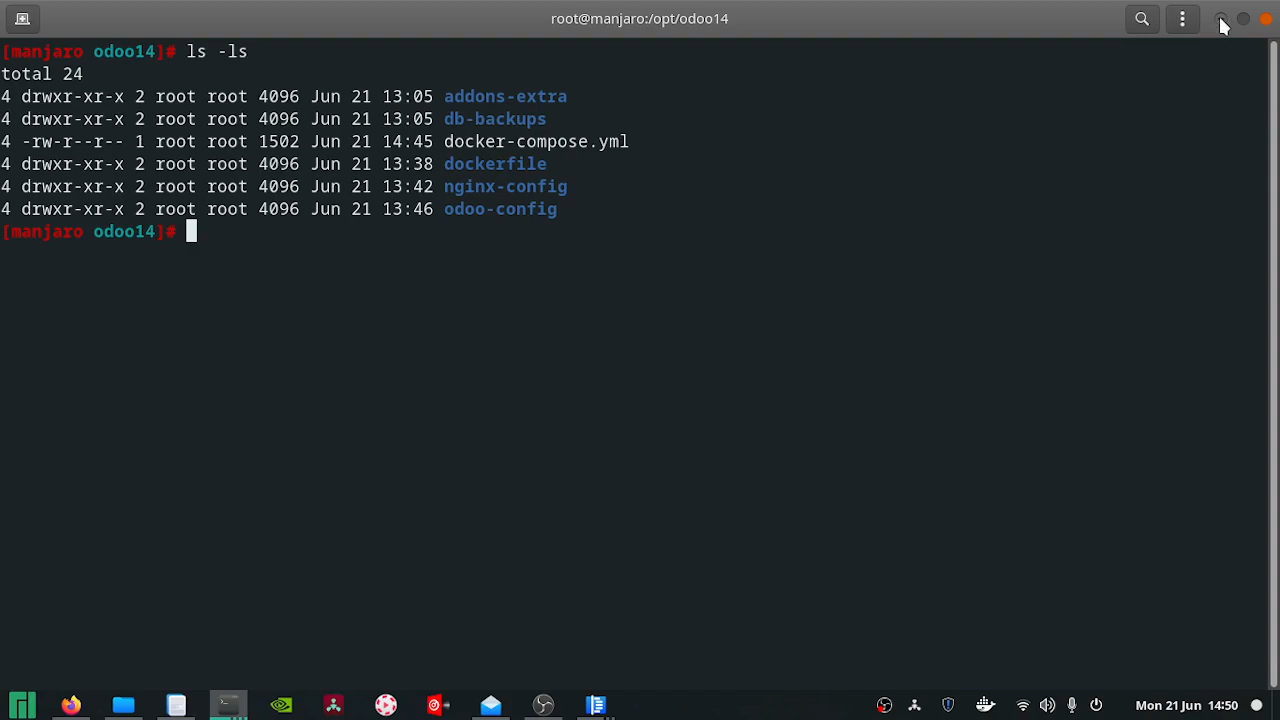 root@manjaro:/opt/odoo14
[manjaro odoo14]# ls -ls
total 24
4 drwxr-xr-x 2 root root 4096 Jun 21 13:05 addons-extra
4 drwxr-xr-x 2 root root 4096 Jun 21 13:05 db-backups
4 -rw-r--r-- 1 root root 1502 Jun 21 14:45 docker-compose.yml
4 drwxr-xr-x 2 root root 4096 Jun 21 13:38 dockerfile
4 drwxr-xr-x 2 root root 4096 Jun 21 13:42 nginx-config
4 drwxr-xr-x 2 root root 4096 Jun 21 13:46 odoo-config
[manjaro odoo14]#
Mon 21 Jun 14:50